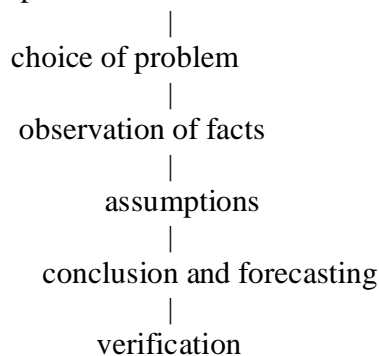 choice of problem
observation of facts
assumptions
conclusion and forecasting
verification